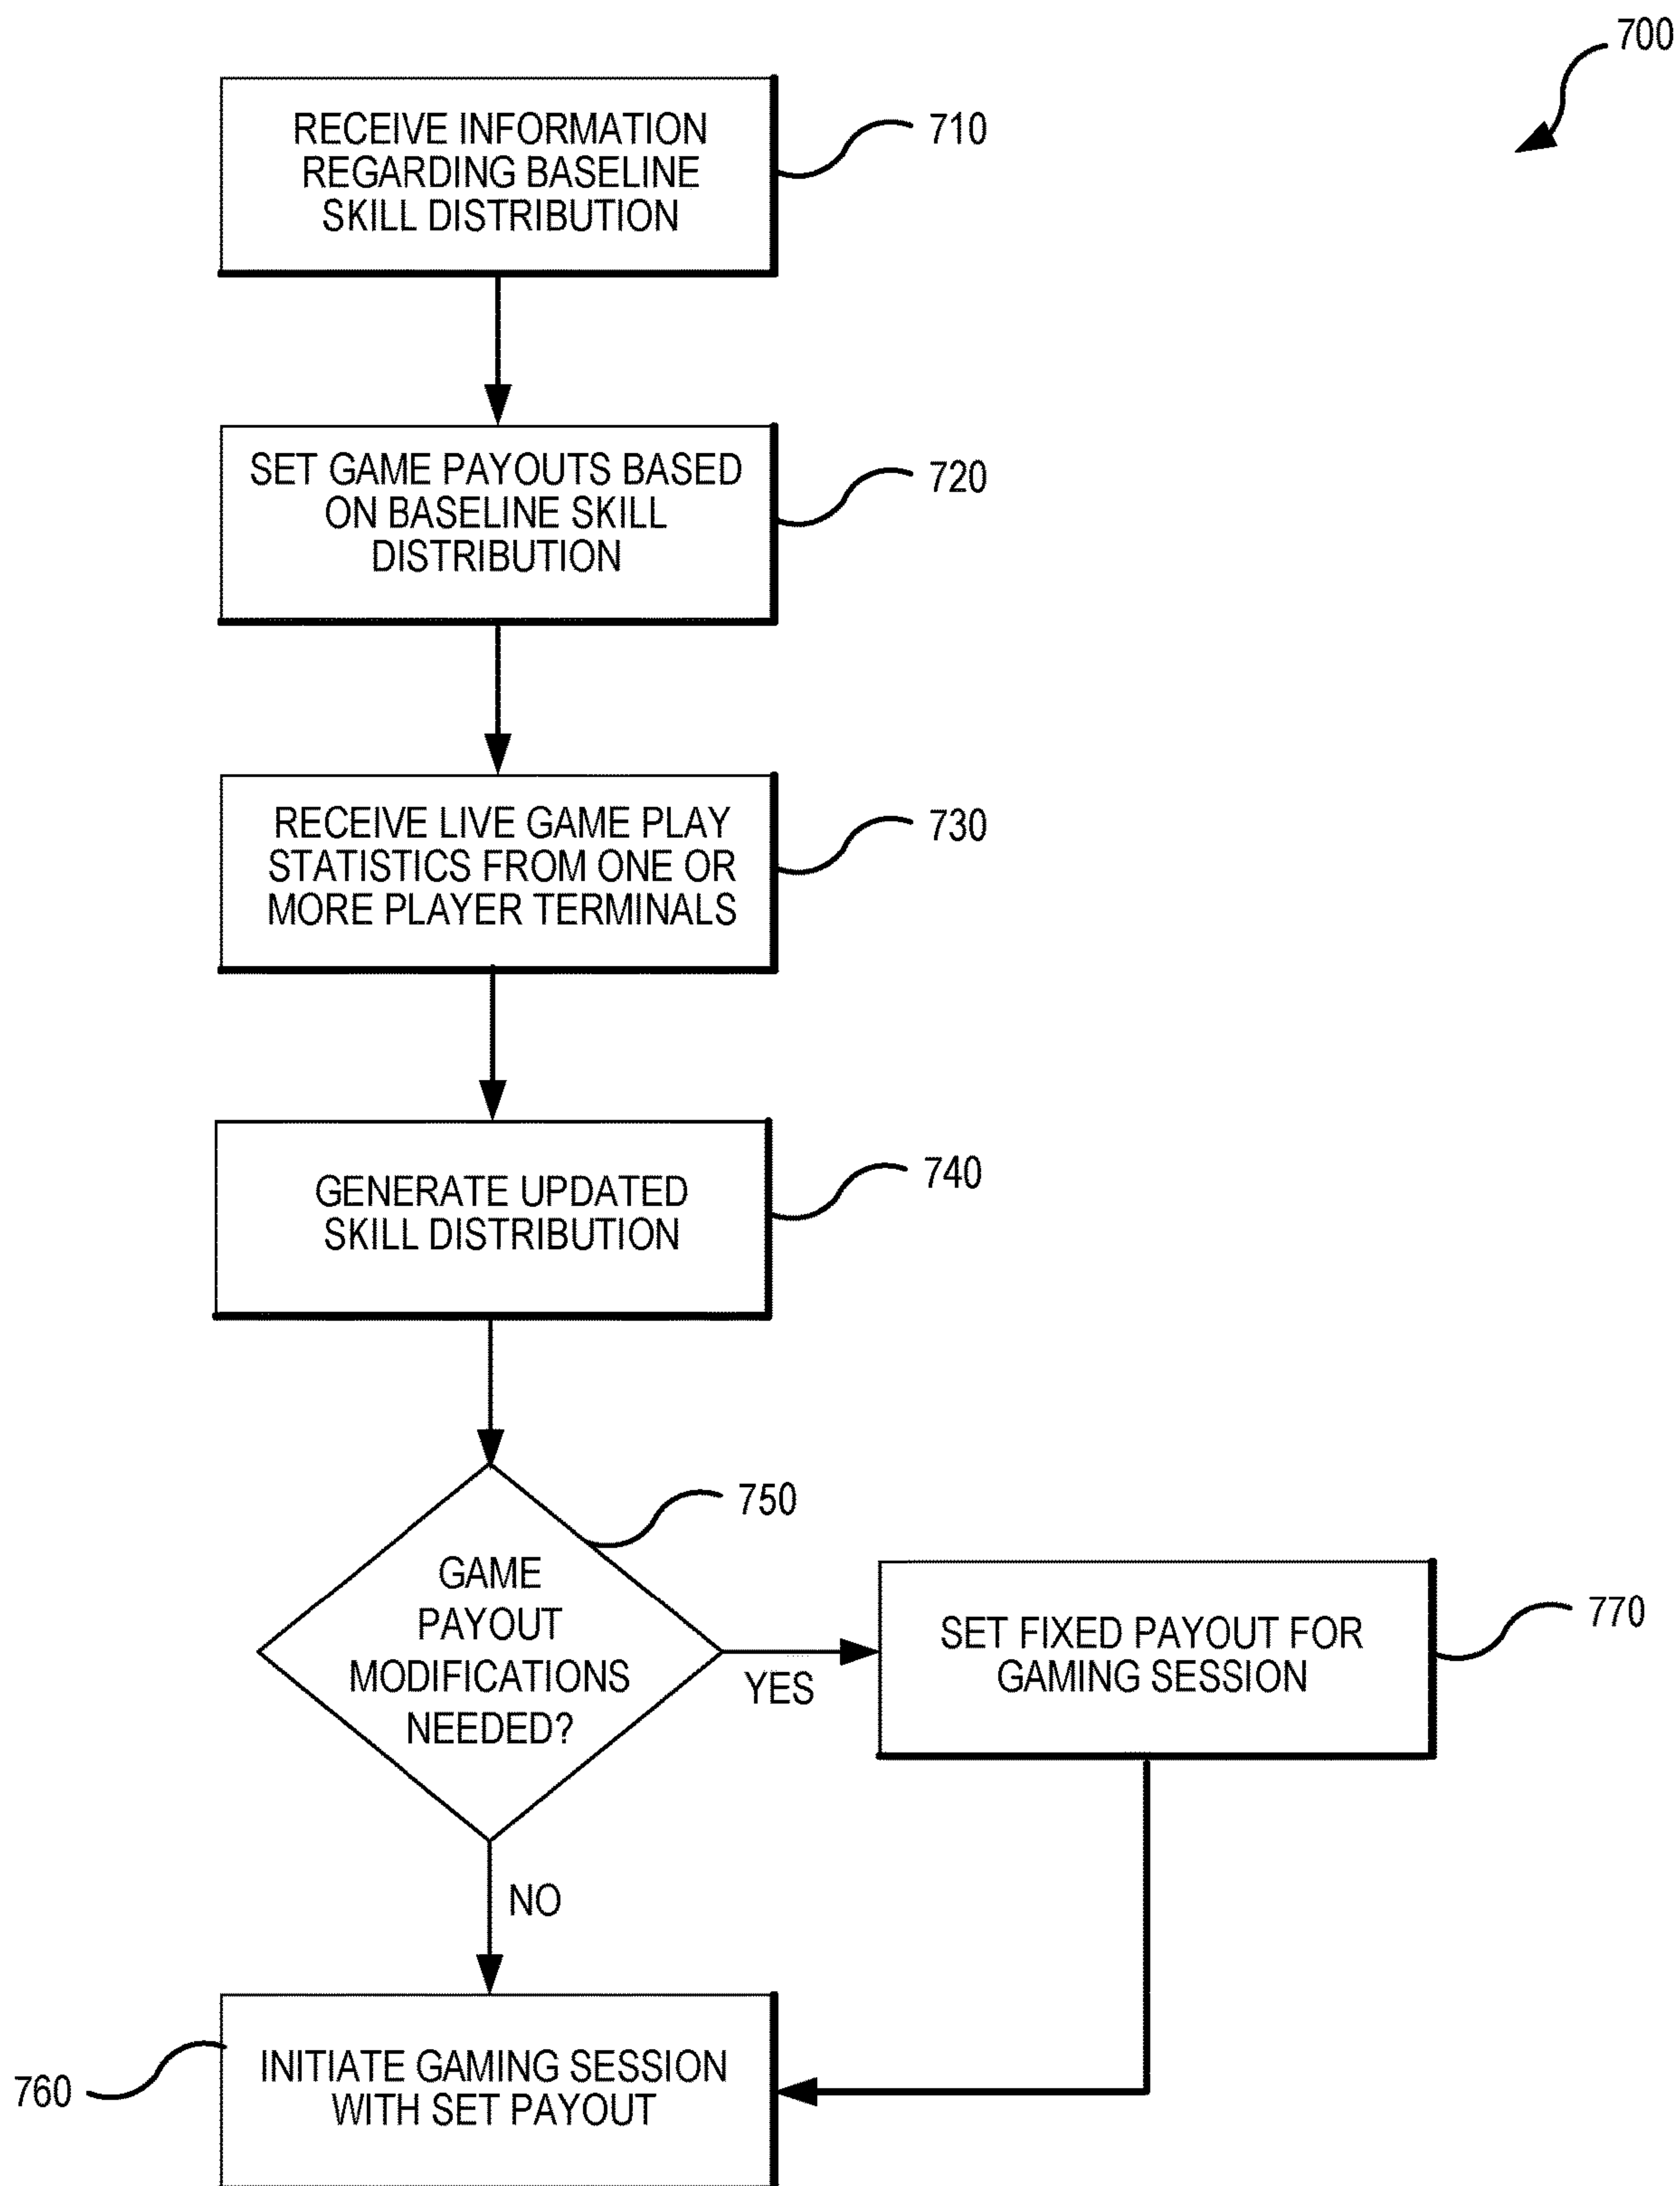 700
RECEIVE INFORMATION
REGARDING BASELINE
SKILL DISTRIBUTION
710
SET GAME PAYOUTS BASED
ON BASELINE SKILL
DISTRIBUTION
720
RECEIVE LIVE GAME PLAY
STATISTICS FROM ONE OR
MORE PLAYER TERMINALS
730
GENERATE UPDATED
SKILL DISTRIBUTION
740
GAME
PAYOUT
MODIFICATIONS
NEEDED?
750
YES
SET FIXED PAYOUT FOR
GAMING SESSION
770
NO
INITIATE GAMING SESSION
WITH SET PAYOUT
760